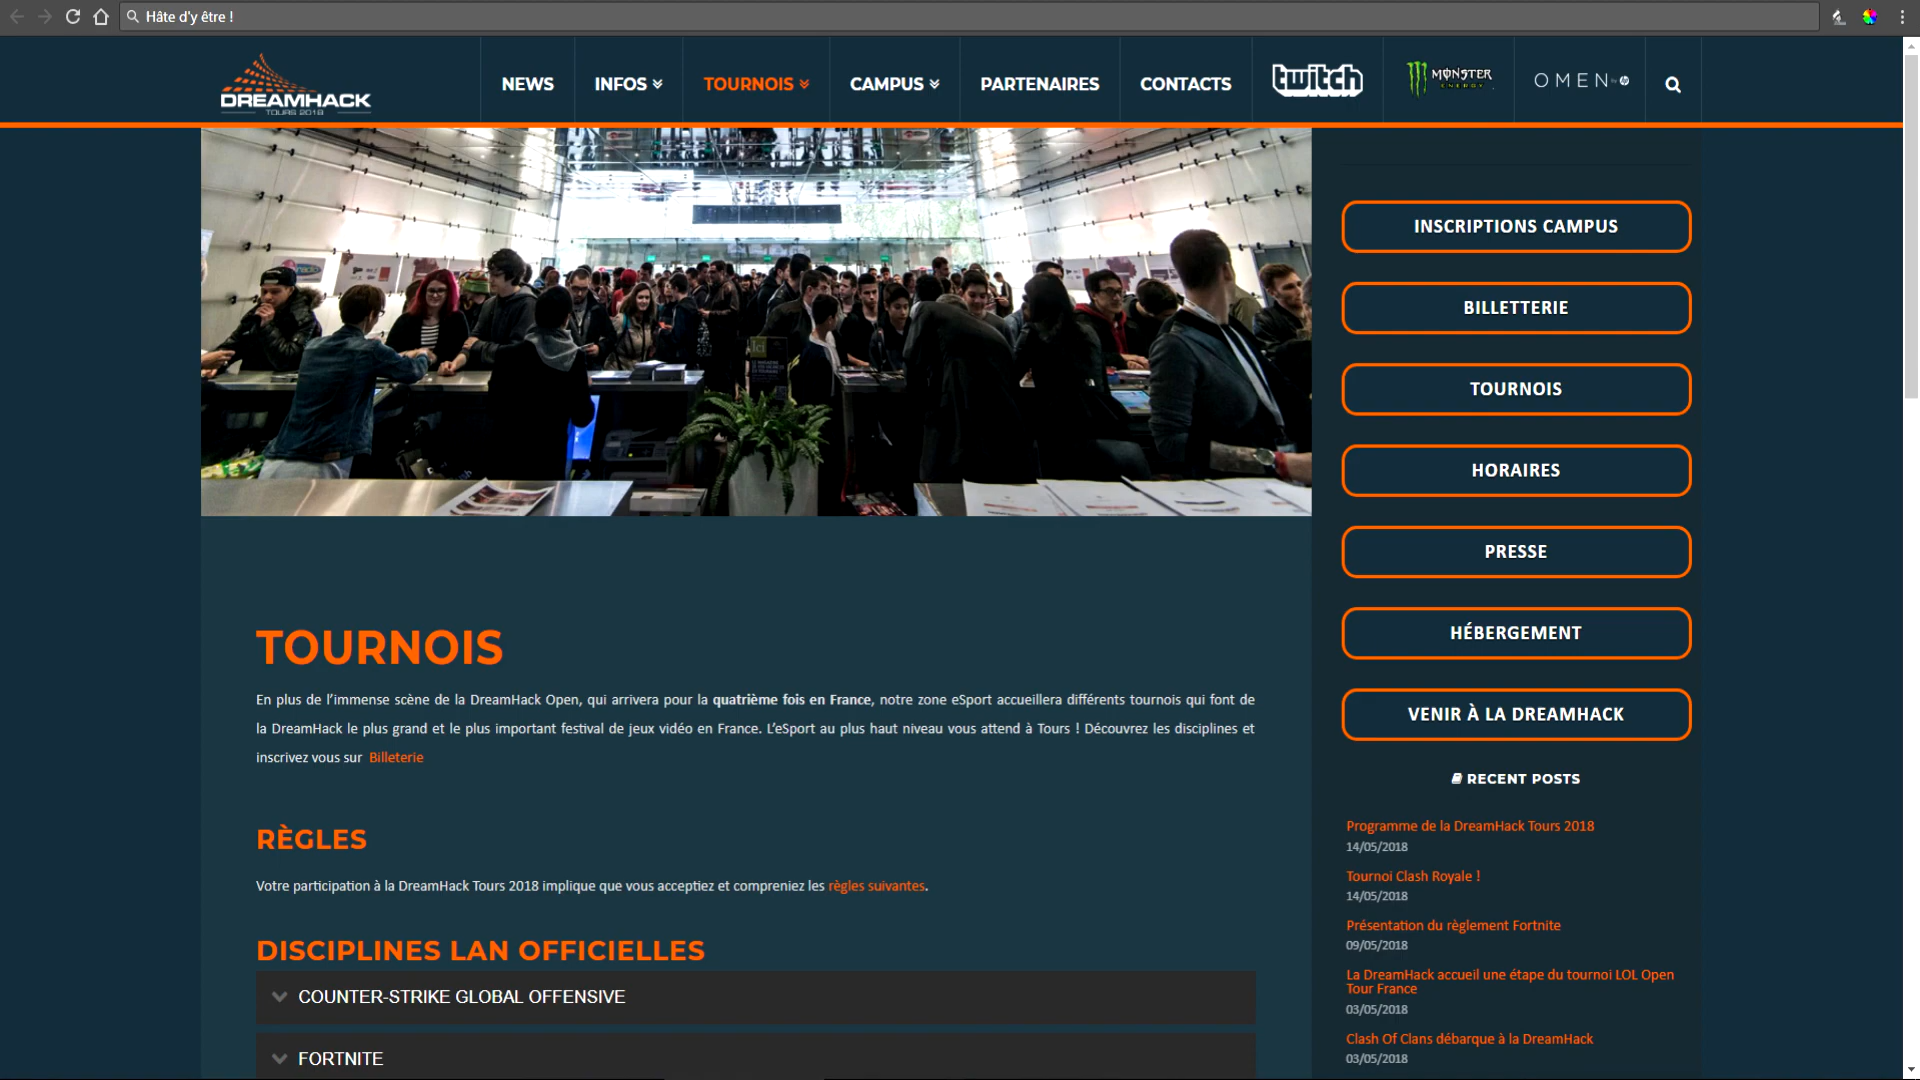 Hâte d'y être !
DREAMHACK
TOURS 2018
NEWS
INFOS
TOURNOIS
CAMPUS
PARTENAIRES
CONTACTS
twitch
MONSTER
ENERGY
OMEN by hp
INSCRIPTIONS CAMPUS
BILLETTERIE
TOURNOIS
HORAIRES
PRESSE
HÉBERGEMENT
VENIR À LA DREAMHACK
TOURNOIS
En plus de l’immense scène de la DreamHack Open, qui arrivera pour la quatrième fois en France, notre zone eSport accueillera différents tournois qui font de
la DreamHack le plus grand et le plus important festival de jeux vidéo en France. L’eSport au plus haut niveau vous attend à Tours ! Découvrez les disciplines et
inscrivez vous sur Billeterie
RÈGLES
Votre participation à la DreamHack Tours 2018 implique que vous acceptiez et compreniez les règles suivantes.
DISCIPLINES LAN OFFICIELLES
COUNTER-STRIKE GLOBAL OFFENSIVE
FORTNITE
RECENT POSTS
Programme de la DreamHack Tours 2018
14/05/2018
Tournoi Clash Royale !
14/05/2018
Présentation du règlement Fortnite
09/05/2018
La DreamHack accueil une étape du tournoi LOL Open
Tour France
03/05/2018
Clash Of Clans débarque à la DreamHack
03/05/2018